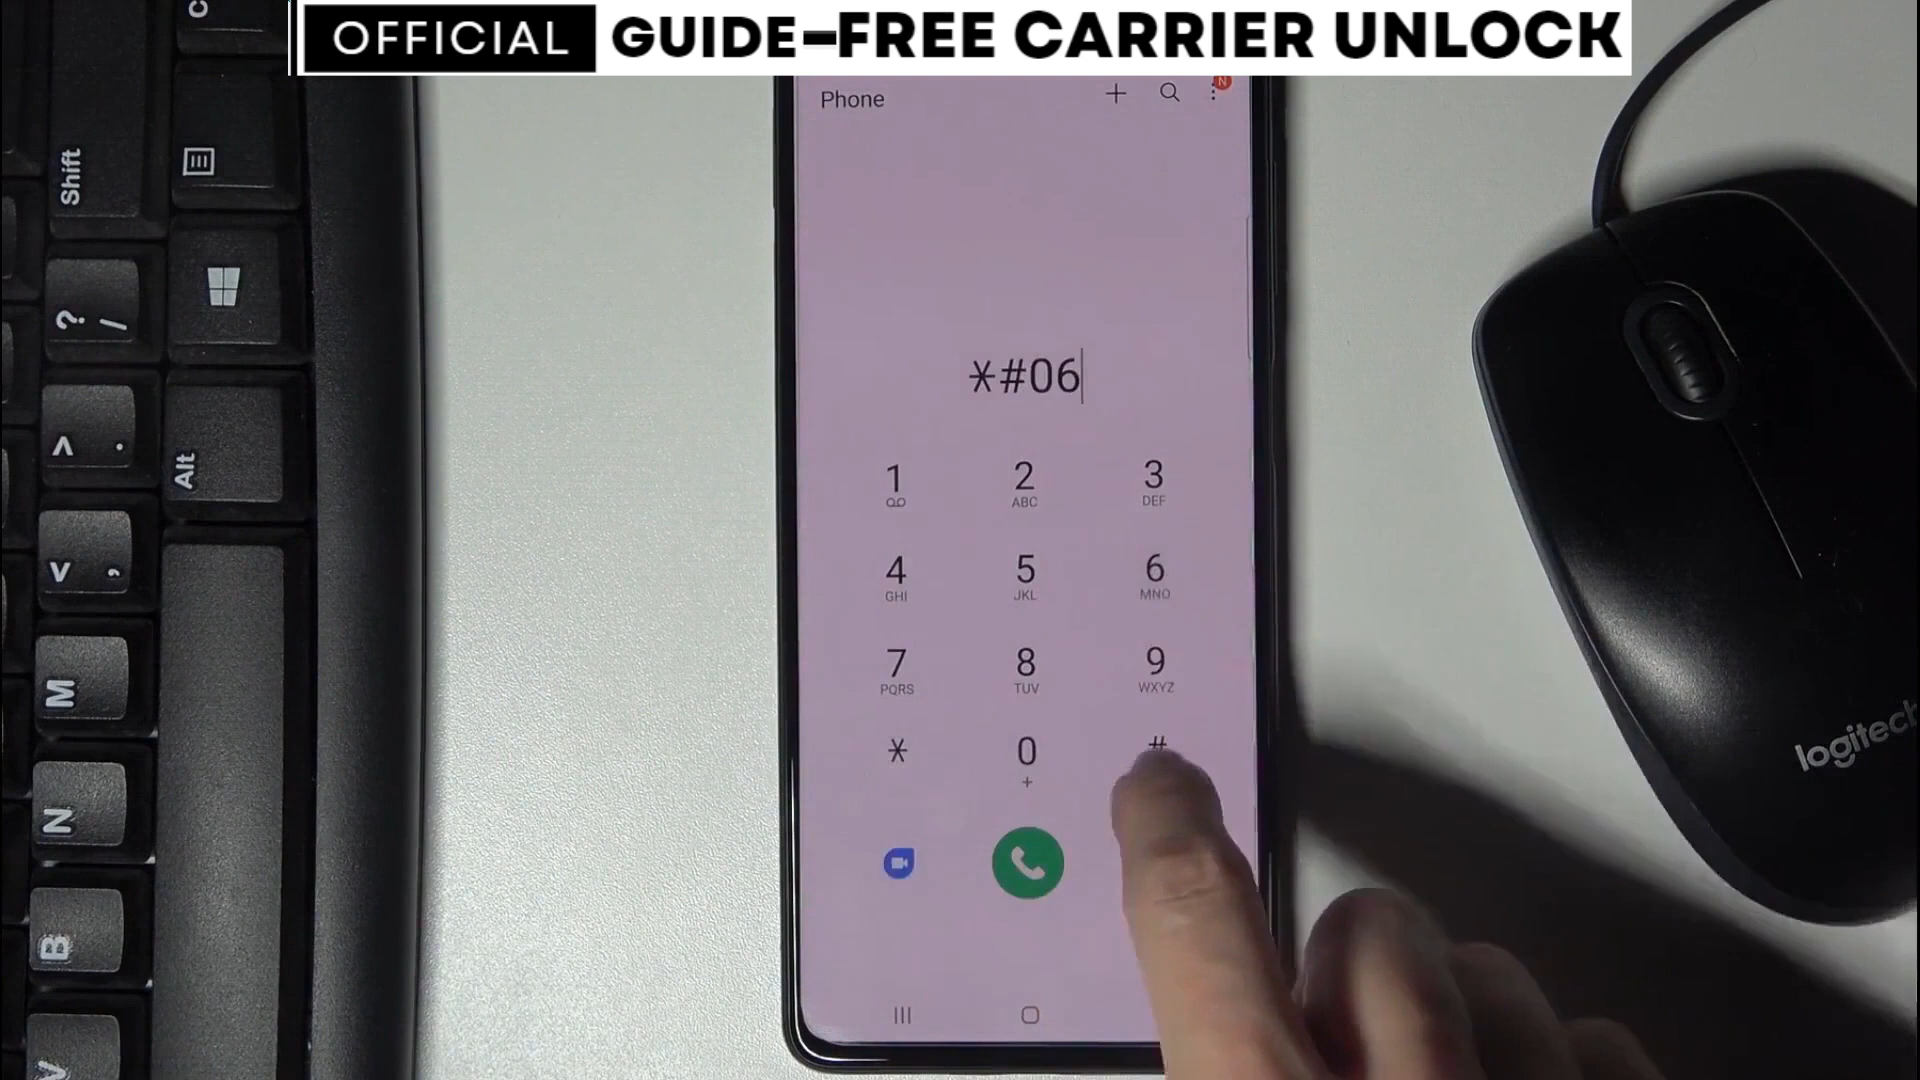 OFFICIAL GUIDE–FREE CARRIER UNLOCK
Phone
N
*#06
1
2 ABC
3 DEF
4 GHI
5 JKL
6 MNO
7 PQRS
8 TUV
9 WXYZ
*
0 +
#
Shift
? /
> .
Alt
< ,
M
N
B
V
C
logitech